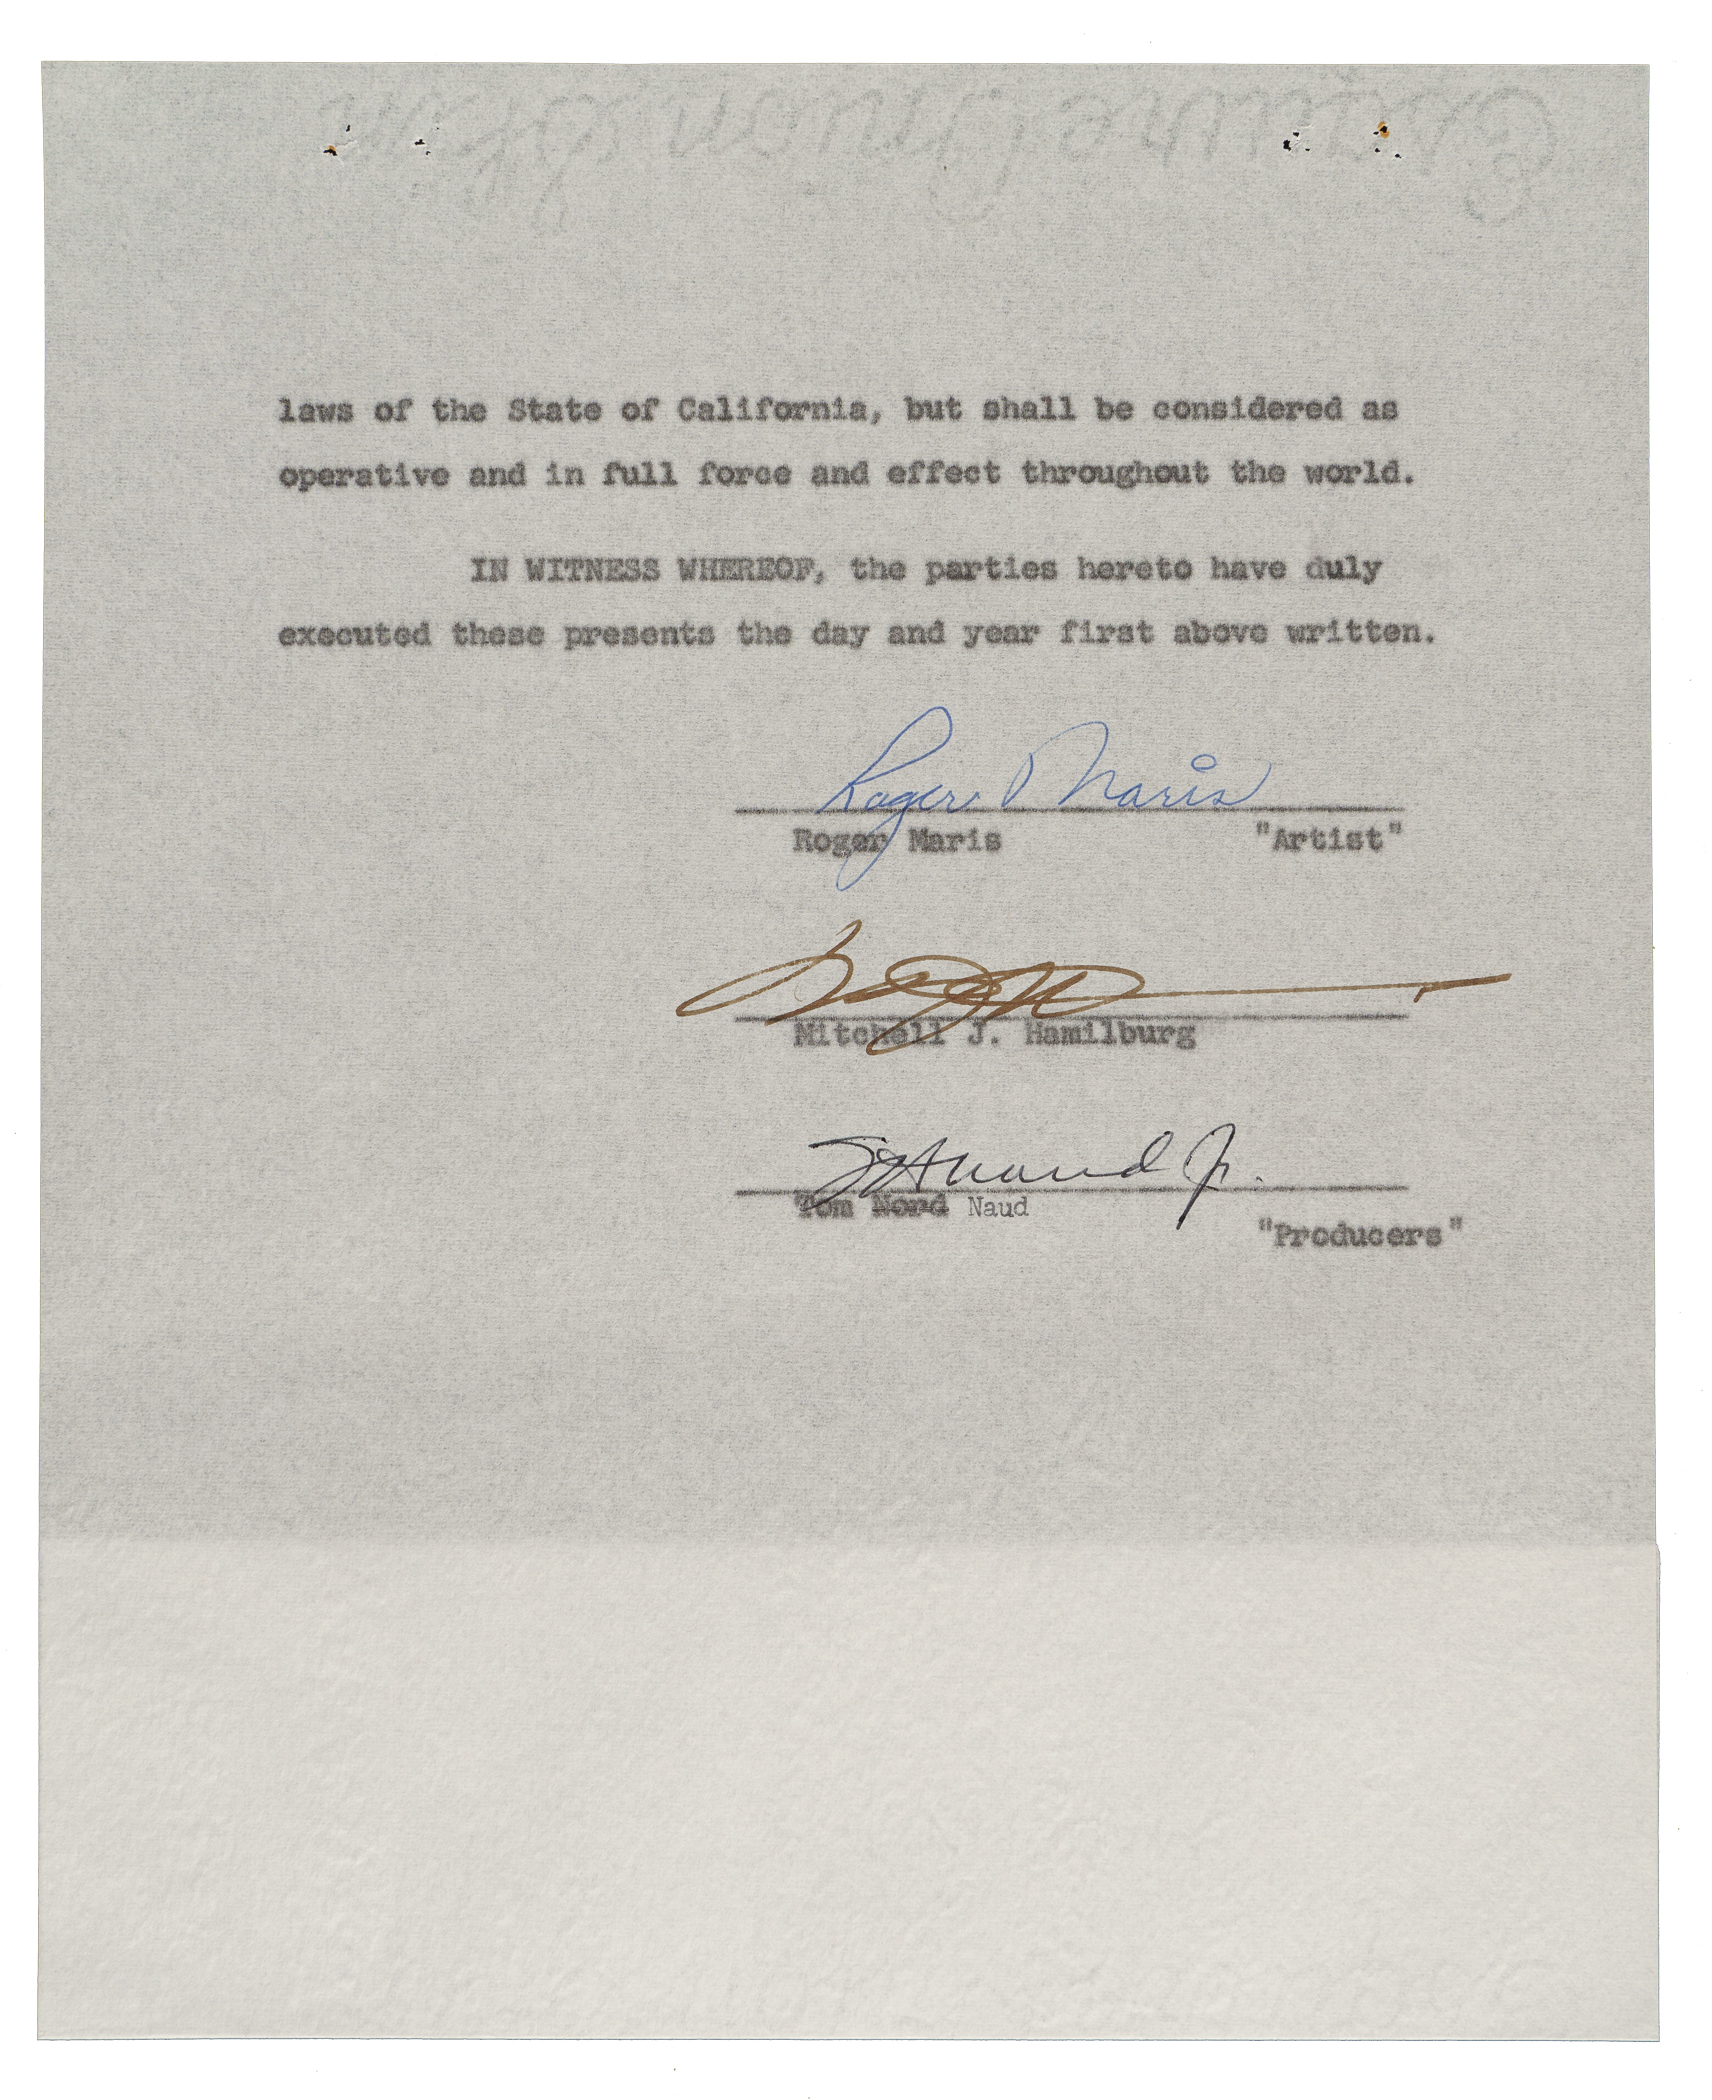 laws of the State of California, but shall be considered as
operative and in full force and effect throughout the world.
IN WITNESS WHEREOF, the parties hereto have duly
executed these presents the day and year first above written.
Roger Maris
Roger Maris "Artist"
Mitchell J. Hamilburg
Naud Jr.
Tom Nord Naud
"Producers"